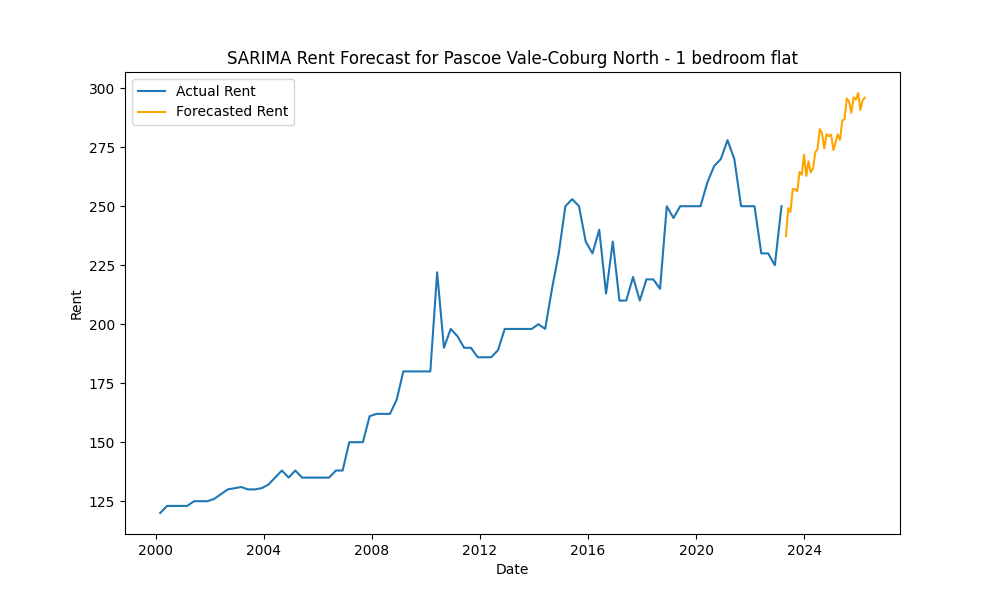 SARIMA Rent Forecast for Pascoe Vale-Coburg North - 1 bedroom flat
Actual Rent
Forecasted Rent
300
275
250
225
200
175
150
125
Rent
2000 2004 2008 2012 2016 2020 2024
Date